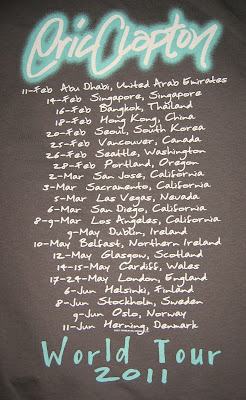 Eric Clapton
11-Feb Abu Dhabi, United Arab Emirates
14-Feb Singapore, Singapore
16-Feb Bangkok, Thailand
18-Feb Hong Kong, China
20-Feb Seoul, South Korea
25-Feb Vancouver, Canada
26-Feb Seattle, Washington
28-Feb Portland, Oregon
2-Mar San Jose, California
3-Mar Sacramento, California
5-Mar Las Vegas, Nevada
6-Mar San Diego, California
8-9-Mar Los Angeles, California
9-May Dublin, Ireland
10-May Belfast, Northern Ireland
12-May Glasgow, Scotland
14-15-May Cardiff, Wales
17-24-May London, England
6-Jun Helsinki, Finland
8-Jun Stockholm, Sweden
9-Jun Oslo, Norway
11-Jun Herning, Denmark
World Tour
2011